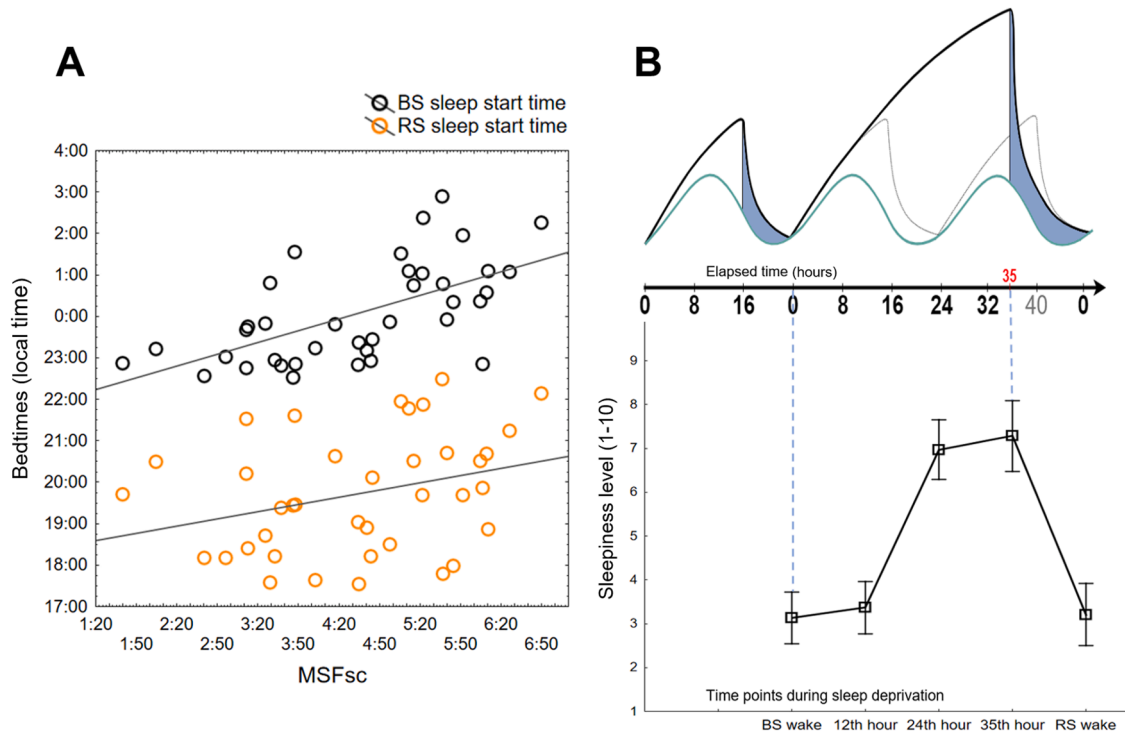 A
BS sleep start time
RS sleep start time
4:00
3:00
2:00
1:00
0:00
23:00
22:00
21:00
20:00
19:00
18:00
17:00
Bedtimes (local time)
1:20 2:20 3:20 4:20 5:20 6:20
1:50 2:50 3:50 4:50 5:50 6:50
MSFsc
B
Elapsed time (hours)
35
0 8 16 0 8 16 24 32 40 0
9
8
7
6
5
4
3
2
1
Sleepiness level (1-10)
Time points during sleep deprivation
BS wake 12th hour 24th hour 35th hour RS wake